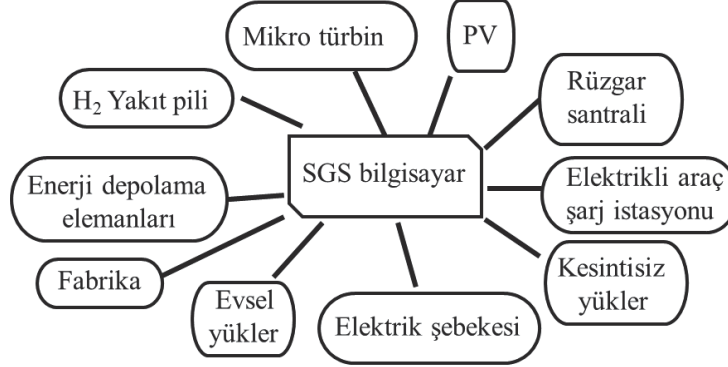 Mikro türbin
PV
H₂ Yakıt pili
Rüzgar
santrali
SGS bilgisayar
Enerji depolama
elemanları
Elektrikli araç
şarj istasyonu
Fabrika
Evsel
yükler
Elektrik şebekesi
Kesintisiz
yükler